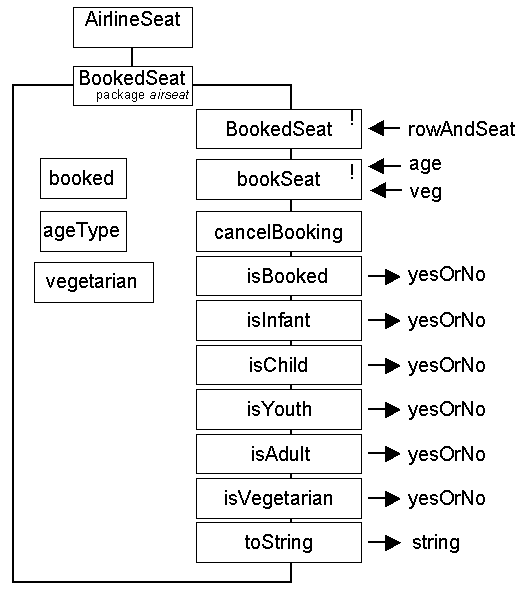 AirlineSeat
BookedSeat
package airseat
BookedSeat ! rowAndSeat
bookSeat ! age
veg
booked
ageType
cancelBooking
vegetarian
isBooked yesOrNo
isInfant yesOrNo
isChild yesOrNo
isYouth yesOrNo
isAdult yesOrNo
isVegetarian yesOrNo
toString string